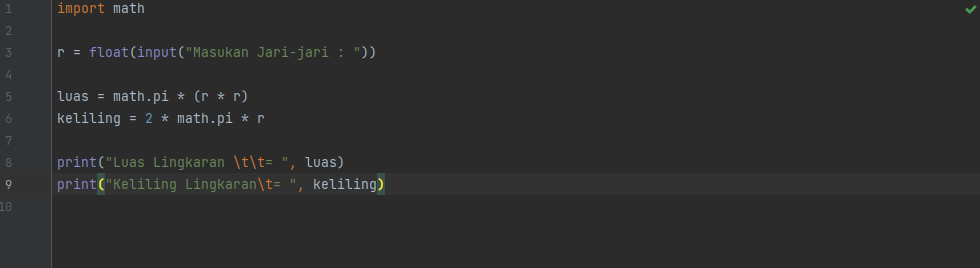 1 import math
2
3 r = float(input("Masukan Jari-jari : "))
4
5 luas = math.pi * (r * r)
6 keliling = 2 * math.pi * r
7
8 print("Luas Lingkaran \t\t= ", luas)
9 print("Keliling Lingkaran\t= ", keliling)
10